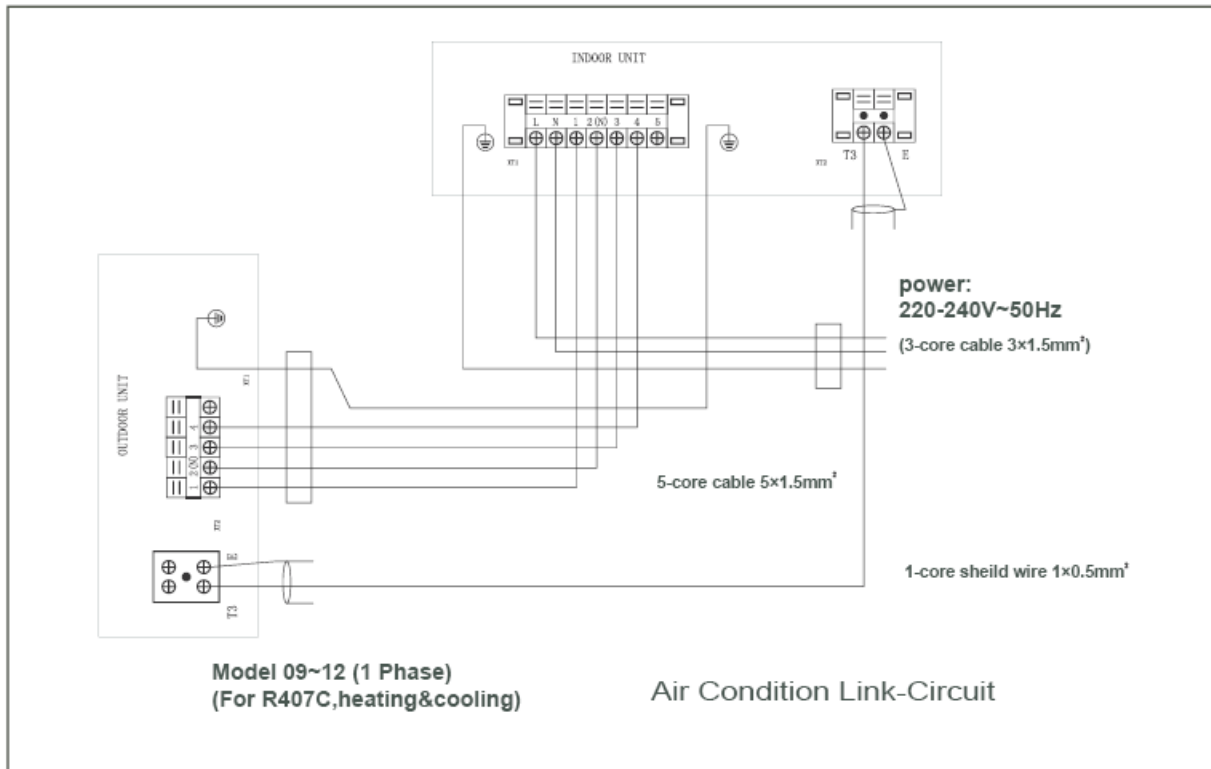 INDOOR UNIT
L N 1 2(N) 3 4 5
XT1
T3
XT2
power:
220-240V~50Hz
(3-core cable 3×1.5mm²)
OUTDOOR UNIT
XT1
4
3
2(N)
1
5-core cable 5×1.5mm²
XT2
T3
1-core sheild wire 1×0.5mm²
Model 09~12 (1 Phase)
(For R407C,heating&cooling)
Air Condition Link-Circuit